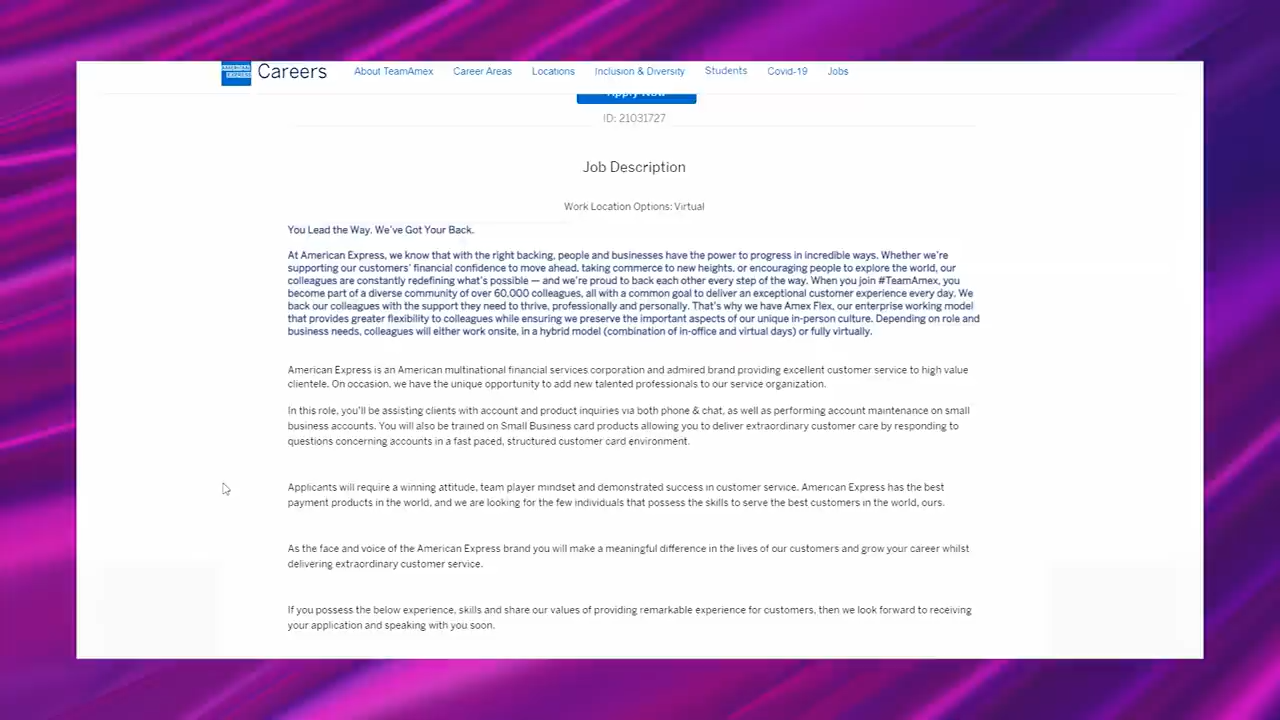 AMERICAN
EXPRESS
Careers
About TeamAmex
Career Areas
Locations
Inclusion & Diversity
Students
Covid-19
Jobs
Apply Now
ID: 21031727
Job Description
Work Location Options: Virtual
You Lead the Way. We've Got Your Back.
At American Express, we know that with the right backing, people and businesses have the power to progress in incredible ways. Whether we're
supporting our customers' financial confidence to move ahead, taking commerce to new heights, or encouraging people to explore the world, our
colleagues are constantly redefining what's possible — and we're proud to back each other every step of the way. When you join #TeamAmex, you
become part of a diverse community of over 60,000 colleagues, all with a common goal to deliver an exceptional customer experience every day. We
back our colleagues with the support they need to thrive, professionally and personally. That's why we have Amex Flex, our enterprise working model
that provides greater flexibility to colleagues while ensuring we preserve the important aspects of our unique in-person culture. Depending on role and
business needs, colleagues will either work onsite, in a hybrid model (combination of in-office and virtual days) or fully virtually.
American Express is an American multinational financial services corporation and admired brand providing excellent customer service to high value
clientele. On occasion, we have the unique opportunity to add new talented professionals to our service organization.
In this role, you'll be assisting clients with account and product inquiries via both phone & chat, as well as performing account maintenance on small
business accounts. You will also be trained on Small Business card products allowing you to deliver extraordinary customer care by responding to
questions concerning accounts in a fast paced, structured customer card environment.
Applicants will require a winning attitude, team player mindset and demonstrated success in customer service. American Express has the best
payment products in the world, and we are looking for the few individuals that possess the skills to serve the best customers in the world, ours.
As the face and voice of the American Express brand you will make a meaningful difference in the lives of our customers and grow your career whilst
delivering extraordinary customer service.
If you possess the below experience, skills and share our values of providing remarkable experience for customers, then we look forward to receiving
your application and speaking with you soon.